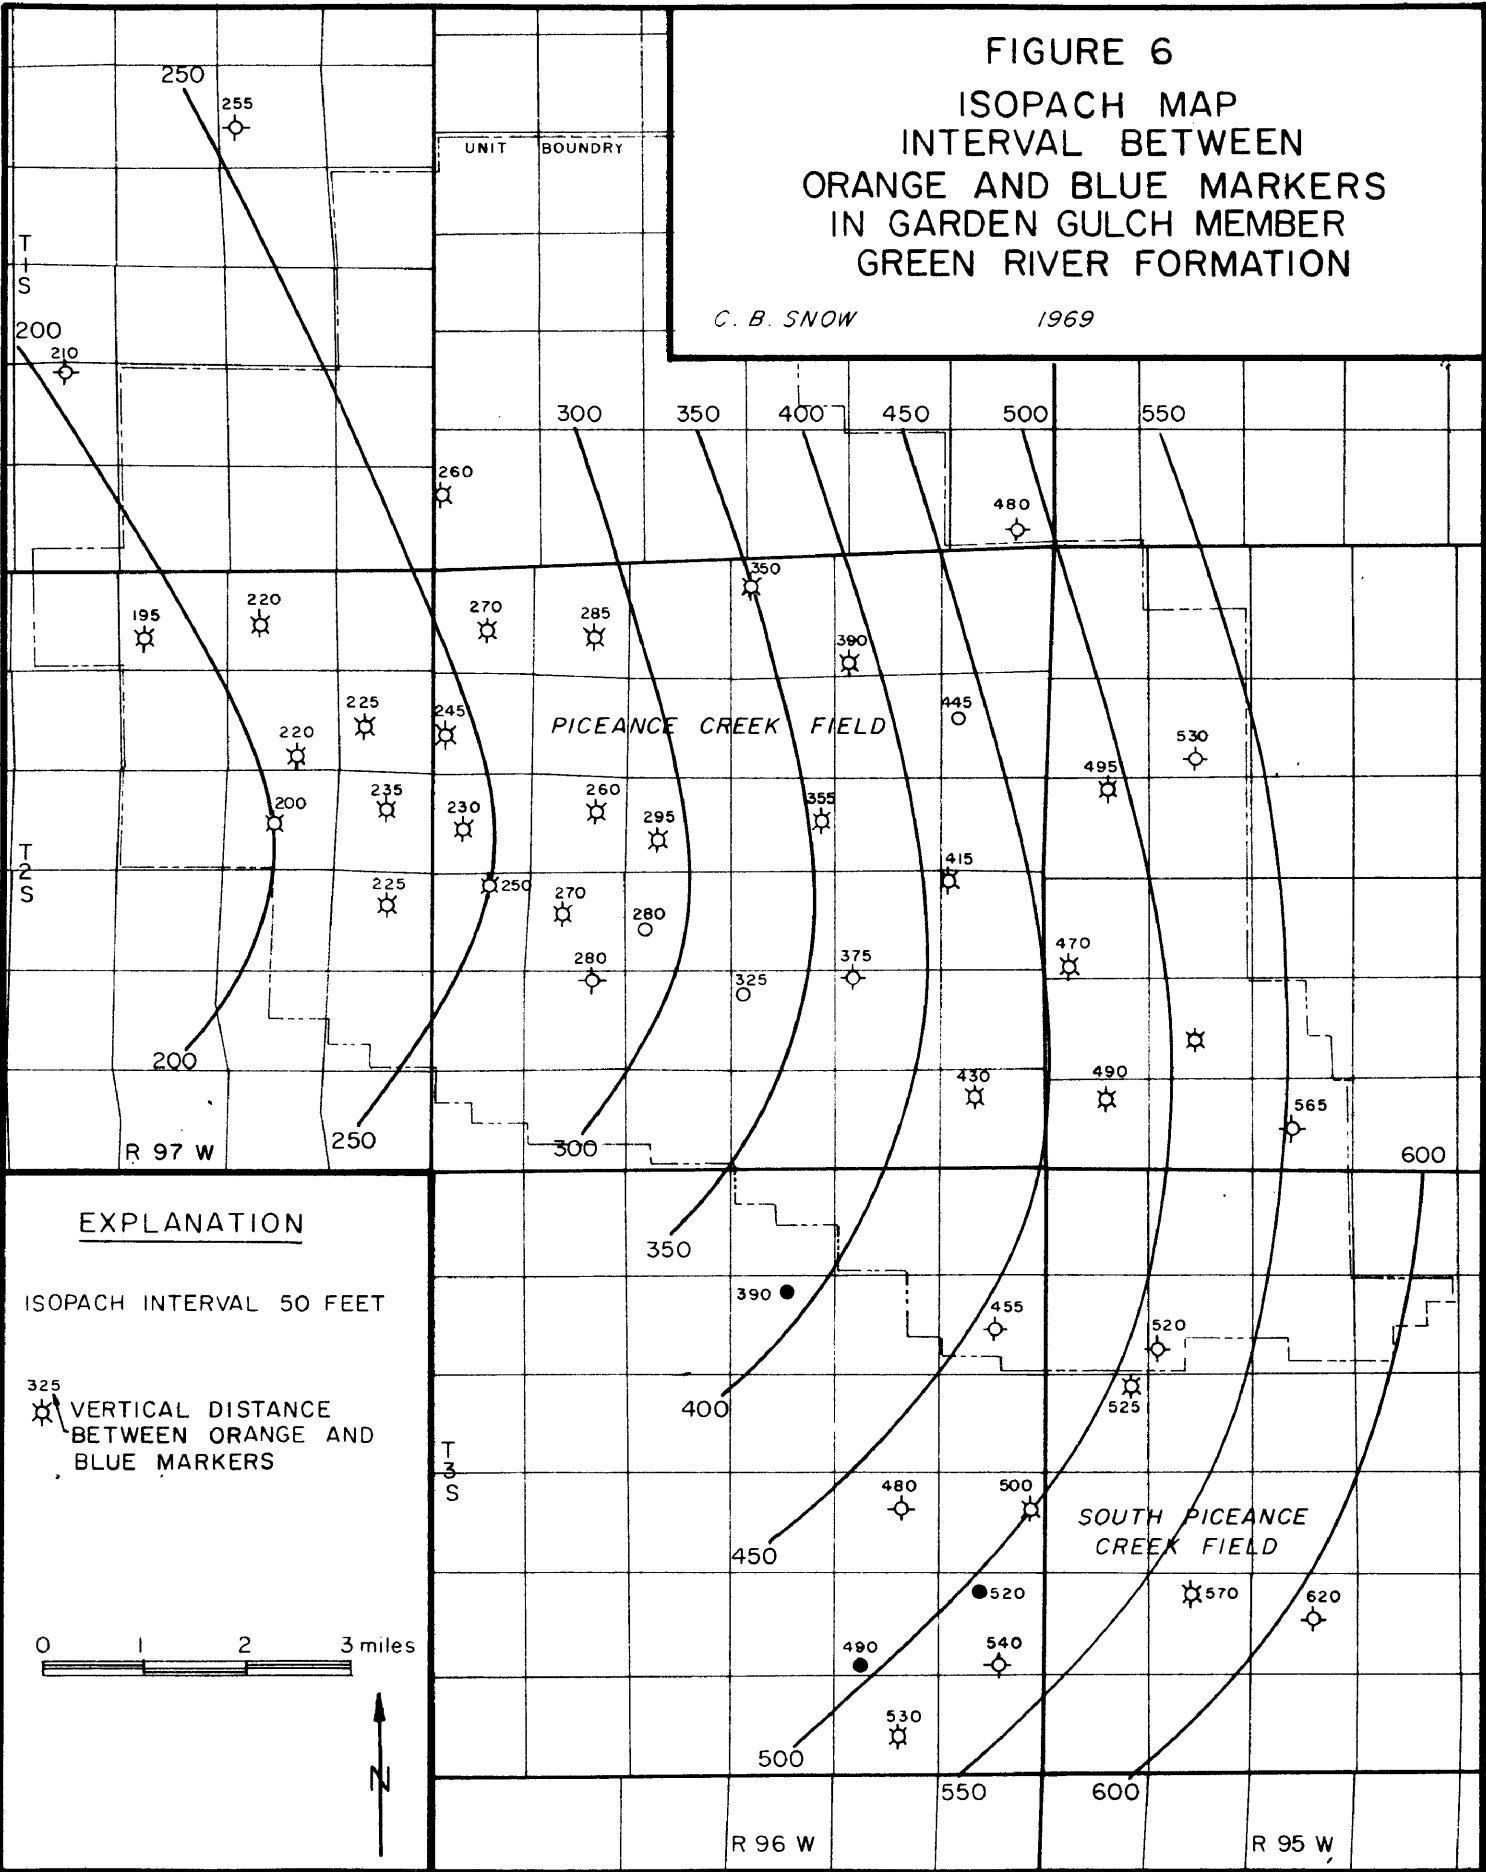 FIGURE 6
ISOPACH MAP
INTERVAL BETWEEN
ORANGE AND BLUE MARKERS
IN GARDEN GULCH MEMBER
GREEN RIVER FORMATION
C. B. SNOW 1969
250
255
UNIT BOUNDRY
T
1
S
200
210
300 350 400 450 500 550
260
480
350
195
220
270
285
390
225
245
445
220
PICEANCE CREEK FIELD
530
495
235
230
260
295
355
200
T
2
S
415
225
250
270
280
470
280
325
375
200
430
490
565
250
R 97 W
300
600
EXPLANATION
350
ISOPACH INTERVAL 50 FEET
390
455
520
325
VERTICAL DISTANCE
BETWEEN ORANGE AND
BLUE MARKERS
400
525
T
3
S
480
500
SOUTH PICEANCE
CREEK FIELD
450
520
570
620
0 1 2 3 miles
490
540
530
500
N
550
600
R 96 W
R 95 W